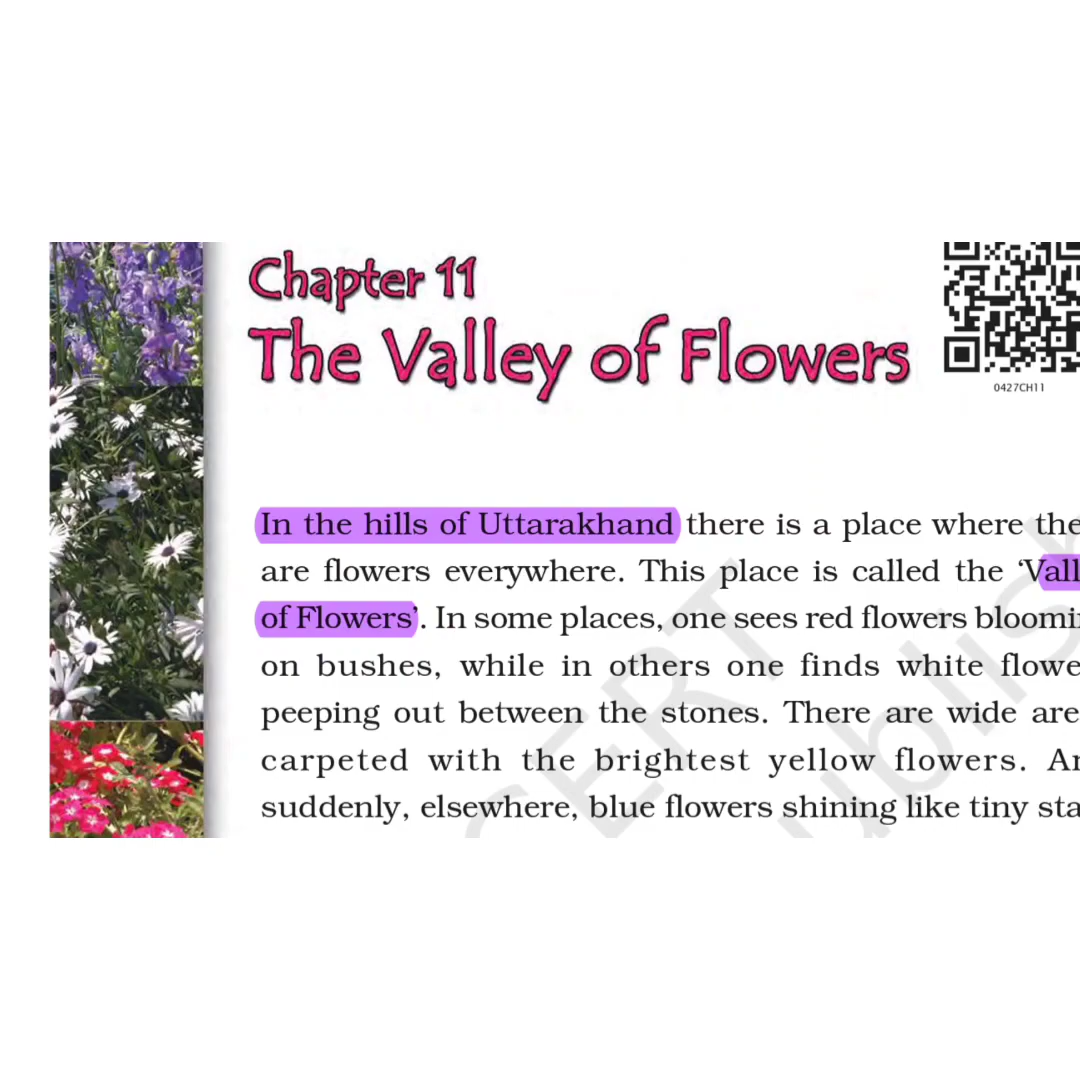 Chapter 11
The Valley of Flowers
0427CH11
In the hills of Uttarakhand there is a place where the
are flowers everywhere. This place is called the ‘Vall
of Flowers’. In some places, one sees red flowers bloomi
on bushes, while in others one finds white flowe
peeping out between the stones. There are wide are
carpeted with the brightest yellow flowers. An
suddenly, elsewhere, blue flowers shining like tiny sta